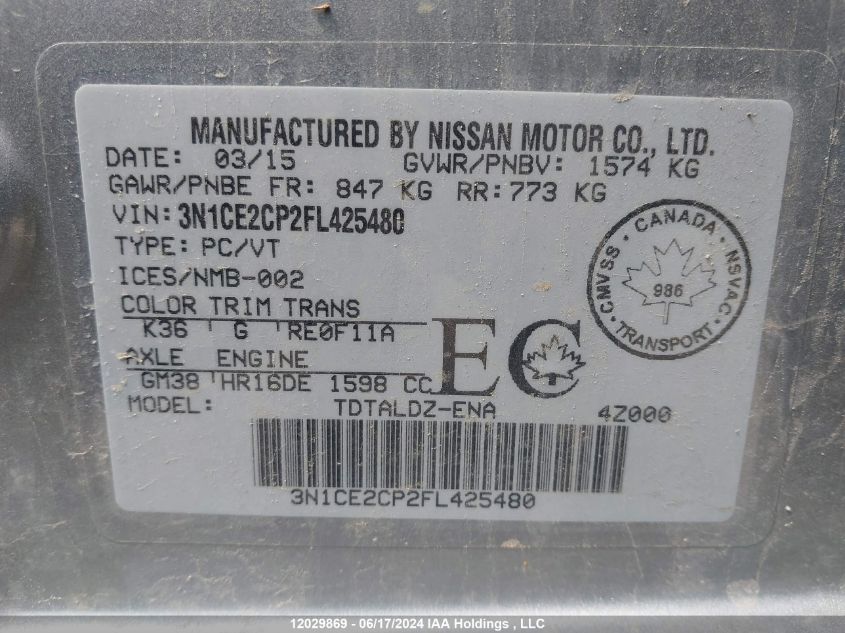 MANUFACTURED BY NISSAN MOTOR CO., LTD.
DATE: 03/15 GVWR/PNBV: 1574 KG
GAWR/PNBE FR: 847 KG RR: 773 KG
VIN: 3N1CE2CP2FL425480
TYPE: PC/VT
ICES/NMB-002
COLOR TRIM TRANS
K36 G RE0F11A
AXLE ENGINE
GM38 HR16DE 1598 CC
EC
MODEL: TDTALDZ-ENA 4Z000
3N1CE2CP2FL425480
CANADA
CMVSS
NSVAC
986
TRANSPORT
12029869 - 06/17/2024 IAA Holdings , LLC